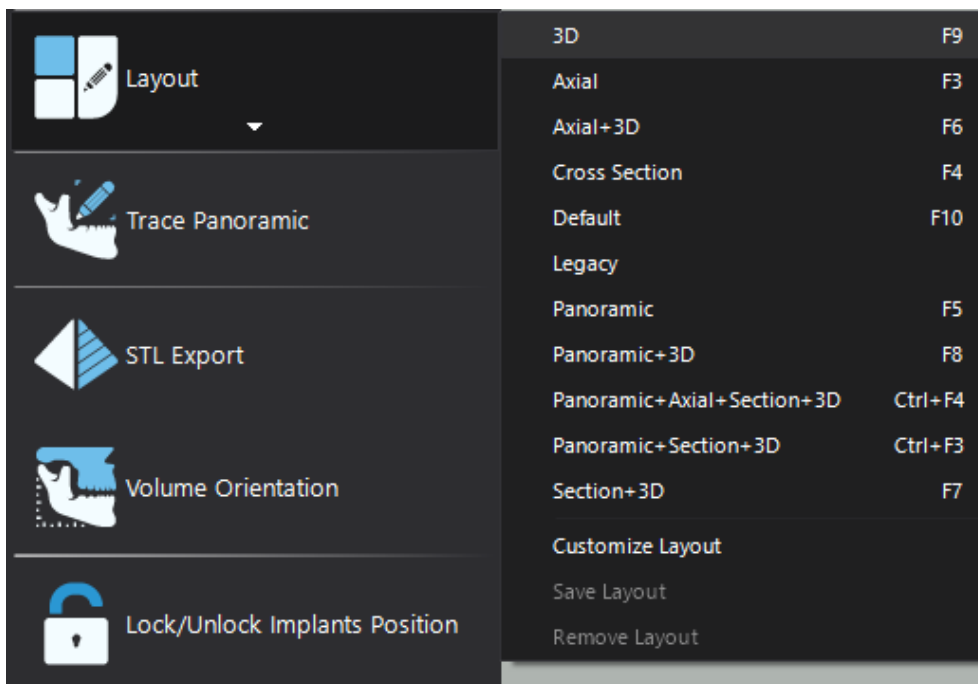 Layout
Trace Panoramic
STL Export
Volume Orientation
Lock/Unlock Implants Position
3D F9
Axial F3
Axial+3D F6
Cross Section F4
Default F10
Legacy
Panoramic F5
Panoramic+3D F8
Panoramic+Axial+Section+3D Ctrl+F4
Panoramic+Section+3D Ctrl+F3
Section+3D F7
Customize Layout
Save Layout
Remove Layout